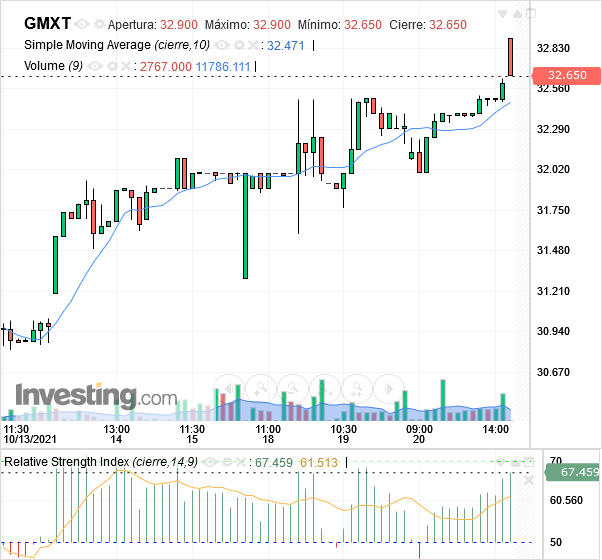 GMXT Apertura: 32.900 Máximo: 32.900 Mínimo: 32.650 Cierre: 32.650
Simple Moving Average (cierre,10) : 32.471 |
Volume (9) : 2767.000 11786.111 |
32.830
32.650
32.560
32.290
32.020
31.750
31.480
31.210
30.940
30.670
Investing.com
11:30 13:00 11:30 11:00 10:30 09:00 14:00
10/13/2021 14 15 18 19 20
Relative Strength Index (cierre,14,9) : 67.459 61.513 |
70
67.459
60.560
50